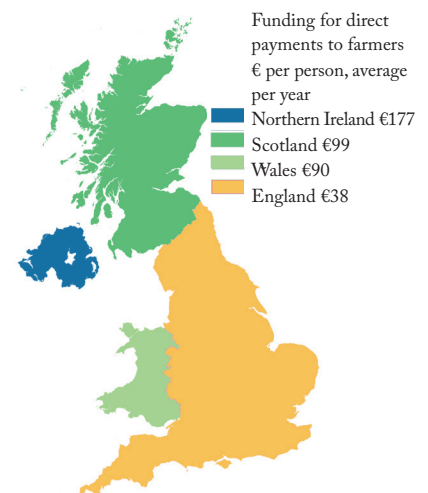 Funding for direct
payments to farmers
€ per person, average
per year
Northern Ireland €177
Scotland €99
Wales €90
England €38